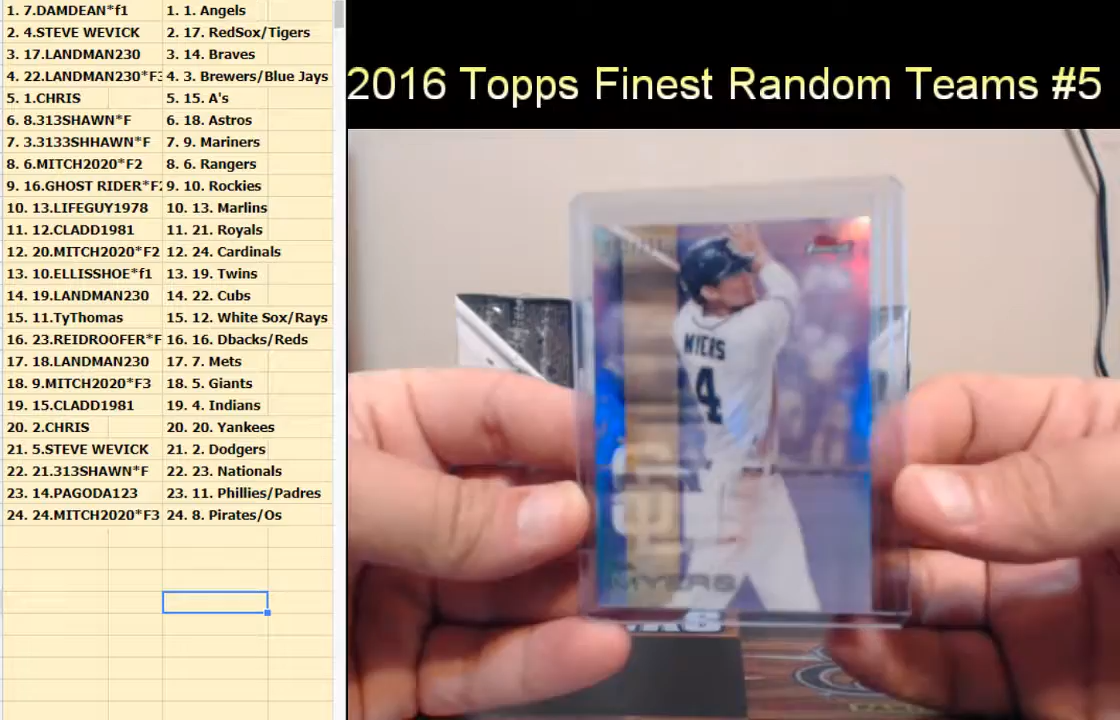 2016 Topps Finest Random Teams #5
1. 7.DAMDEAN*f1 1. 1. Angels
2. 4.STEVE WEVICK 2. 17. RedSox/Tigers
3. 17.LANDMAN230 3. 14. Braves
4. 22.LANDMAN230*F3 4. 3. Brewers/Blue Jays
5. 1.CHRIS 5. 15. A's
6. 8.313SHAWN*F 6. 18. Astros
7. 3.3133SHHAWN*F 7. 9. Mariners
8. 6.MITCH2020*F2 8. 6. Rangers
9. 16.GHOST RIDER*F2 9. 10. Rockies
10. 13.LIFEGUY1978 10. 13. Marlins
11. 12.CLADD1981 11. 21. Royals
12. 20.MITCH2020*F2 12. 24. Cardinals
13. 10.ELLISSHOE*f1 13. 19. Twins
14. 19.LANDMAN230 14. 22. Cubs
15. 11.TyThomas 15. 12. White Sox/Rays
16. 23.REIDROOFER*F 16. 16. Dbacks/Reds
17. 18.LANDMAN230 17. 7. Mets
18. 9.MITCH2020*F3 18. 5. Giants
19. 15.CLADD1981 19. 4. Indians
20. 2.CHRIS 20. 20. Yankees
21. 5.STEVE WEVICK 21. 2. Dodgers
22. 21.313SHAWN*F 22. 23. Nationals
23. 14.PAGODA123 23. 11. Phillies/Padres
24. 24.MITCH2020*F3 24. 8. Pirates/Os
MYERS
4
MYERS